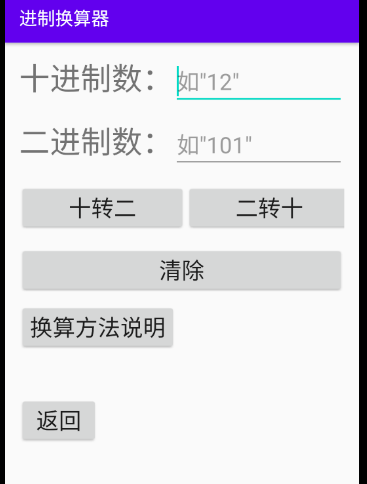 进制换算器
十进制数： 如"12"
二进制数： 如"101"
十转二 二转十
清除
换算方法说明
返回